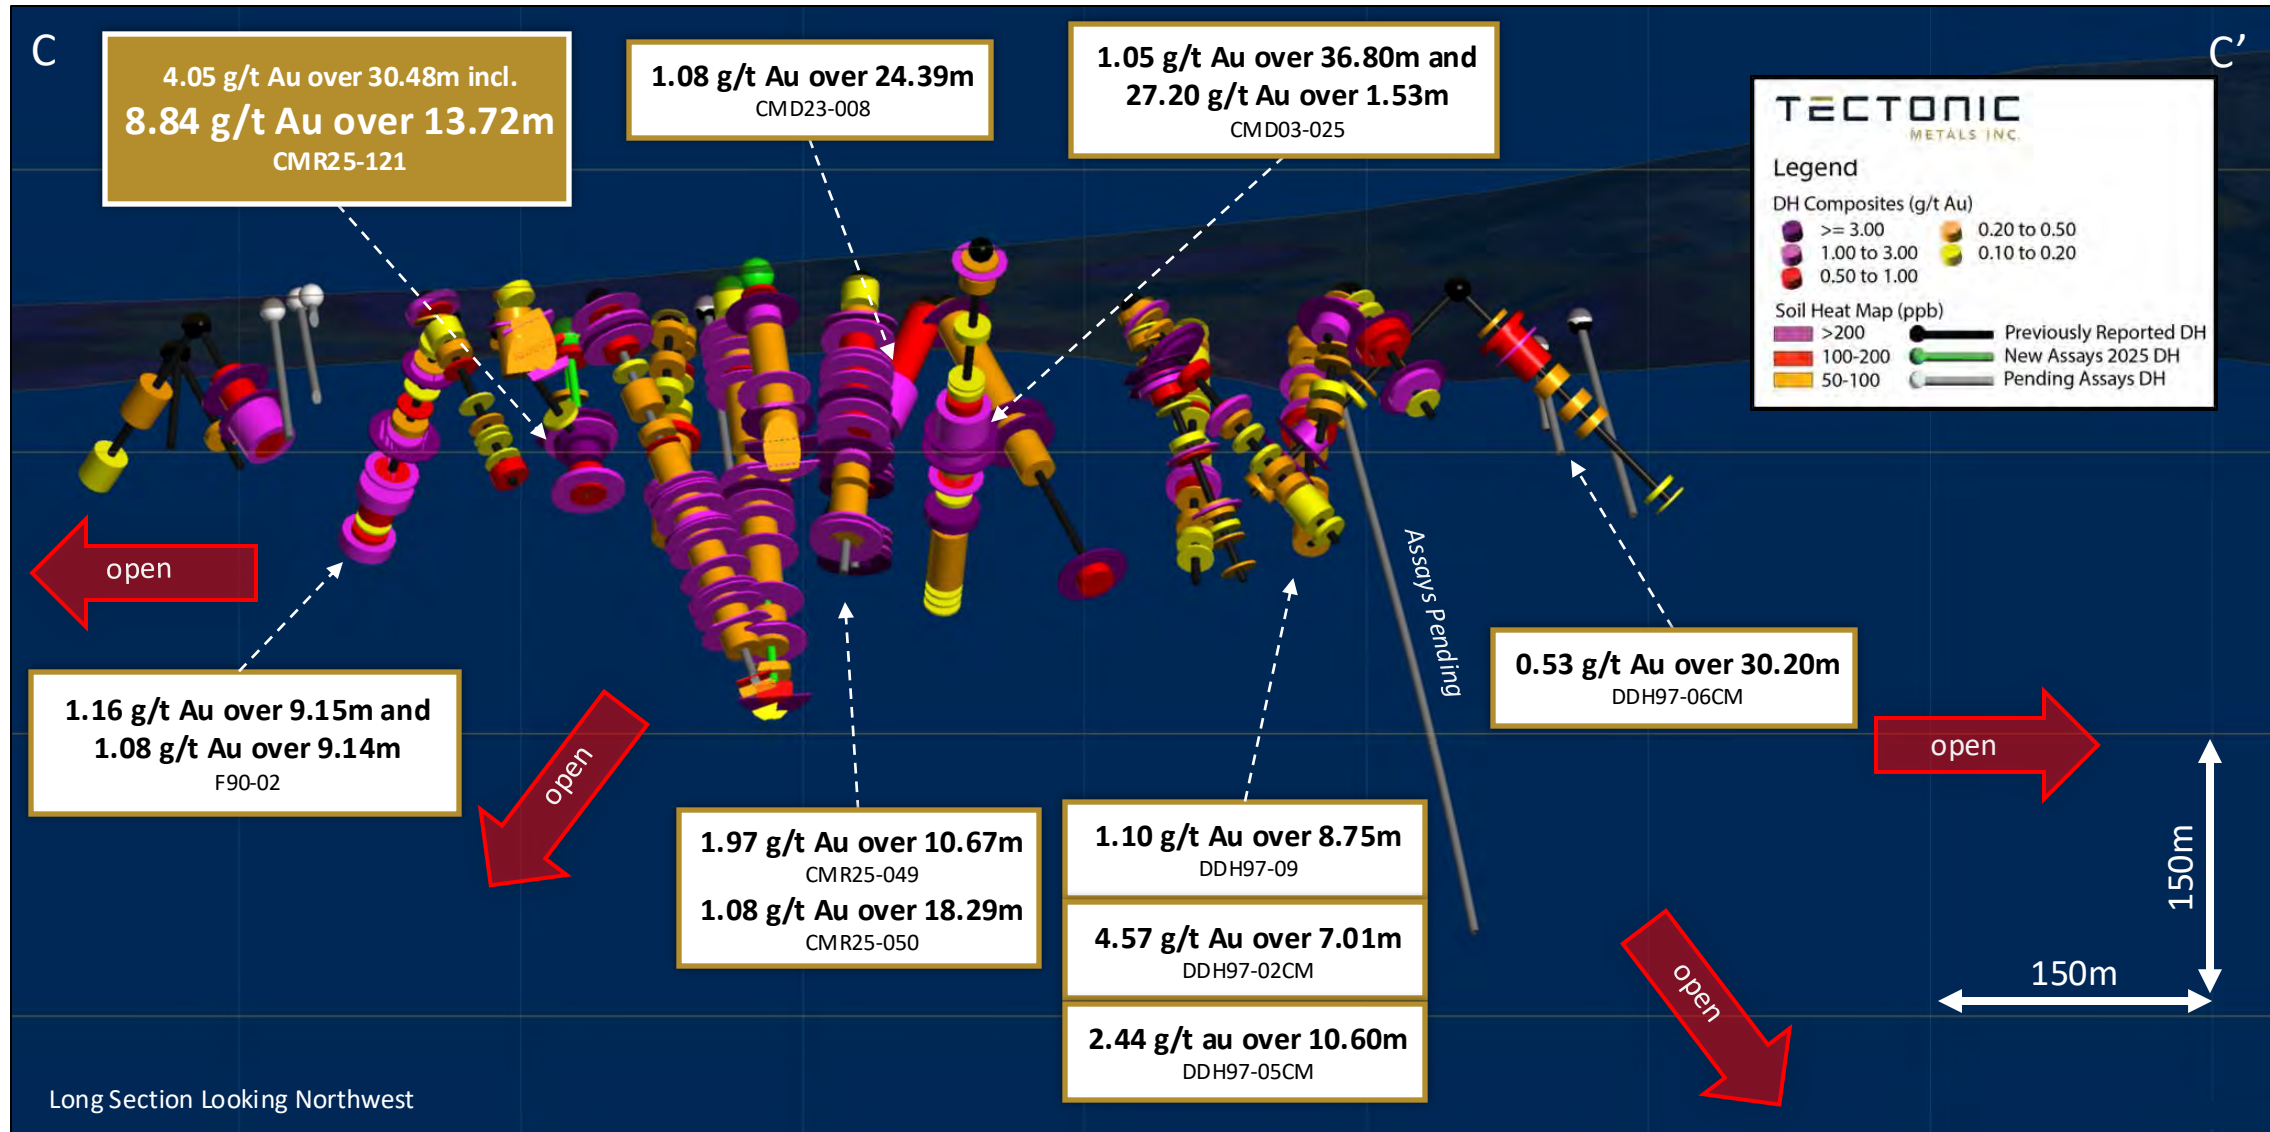 C
C’
4.05 g/t Au over 30.48m incl.
8.84 g/t Au over 13.72m
CMR25-121
1.08 g/t Au over 24.39m
CMD23-008
1.05 g/t Au over 36.80m and
27.20 g/t Au over 1.53m
CMD03-025
TECTONIC
METALS INC.
Legend
DH Composites (g/t Au)
>= 3.00
1.00 to 3.00
0.50 to 1.00
0.20 to 0.50
0.10 to 0.20
Soil Heat Map (ppb)
>200
100-200
50-100
Previously Reported DH
New Assays 2025 DH
Pending Assays DH
open
1.16 g/t Au over 9.15m and
1.08 g/t Au over 9.14m
F90-02
open
1.97 g/t Au over 10.67m
CMR25-049
1.08 g/t Au over 18.29m
CMR25-050
1.10 g/t Au over 8.75m
DDH97-09
4.57 g/t Au over 7.01m
DDH97-02CM
2.44 g/t au over 10.60m
DDH97-05CM
Assays Pending
0.53 g/t Au over 30.20m
DDH97-06CM
open
open
150m
150m
Long Section Looking Northwest